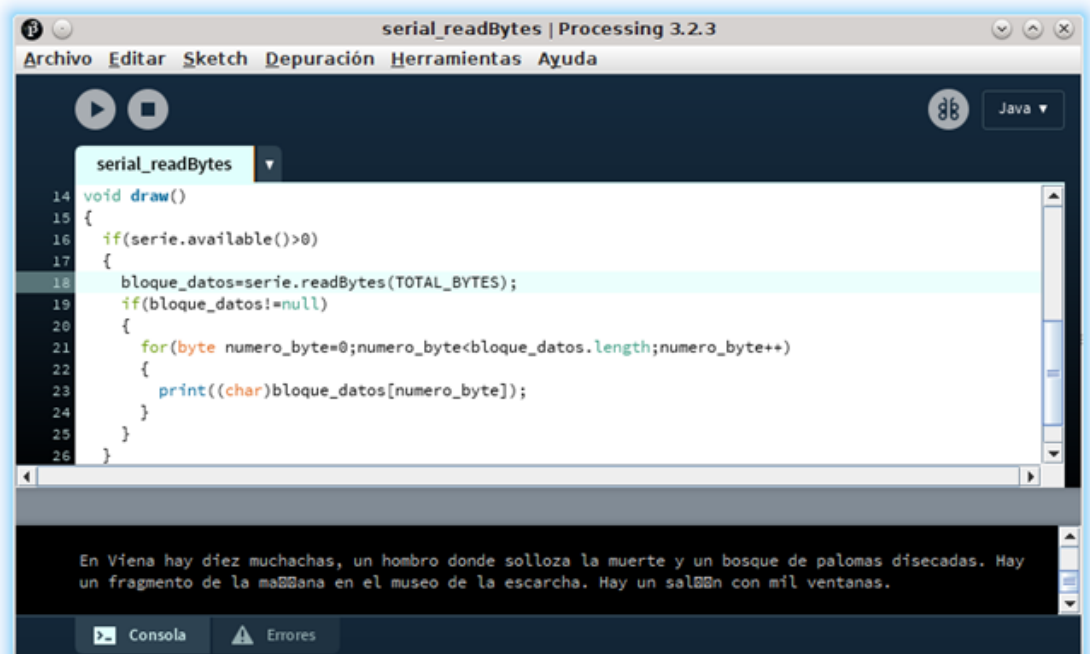 serial_readBytes | Processing 3.2.3
Archivo Editar Sketch Depuración Herramientas Ayuda
Java ▾
serial_readBytes ▾
14 void draw()
15 {
16 if(serie.available()>0)
17 {
18 bloque_datos=serie.readBytes(TOTAL_BYTES);
19 if(bloque_datos!=null)
20 {
21 for(byte numero_byte=0;numero_byte<bloque_datos.length;numero_byte++)
22 {
23 print((char)bloque_datos[numero_byte]);
24 }
25 }
26 }
En Viena hay diez muchachas, un hombro donde solloza la muerte y un bosque de palomas disecadas. Hay
un fragmento de la ma▯▯ana en el museo de la escarcha. Hay un sal▯▯n con mil ventanas.
Consola Errores